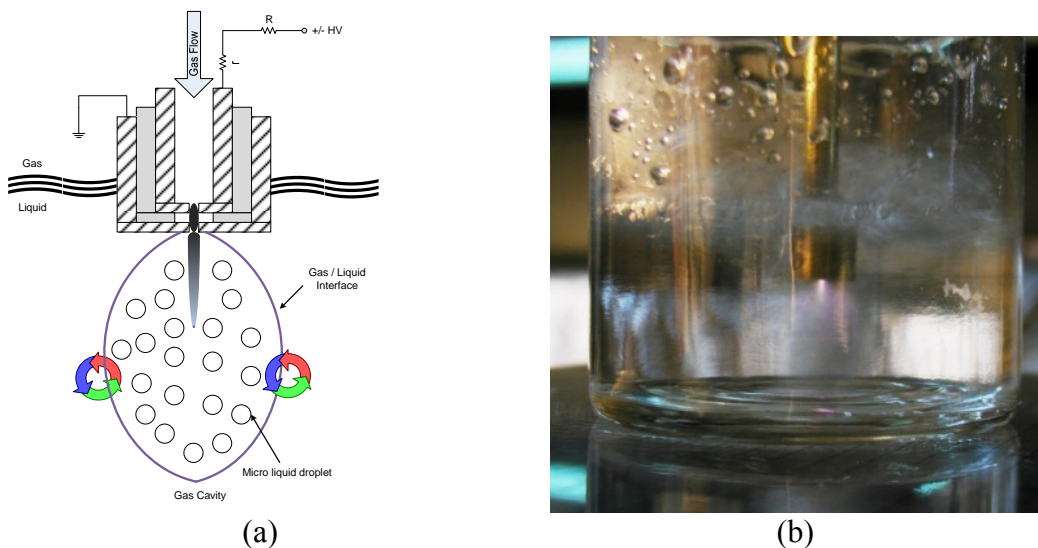 R
+/- HV
Gas Flow
r
Gas
Liquid
Gas / Liquid
Interface
Micro liquid droplet
Gas Cavity
(a)
(b)